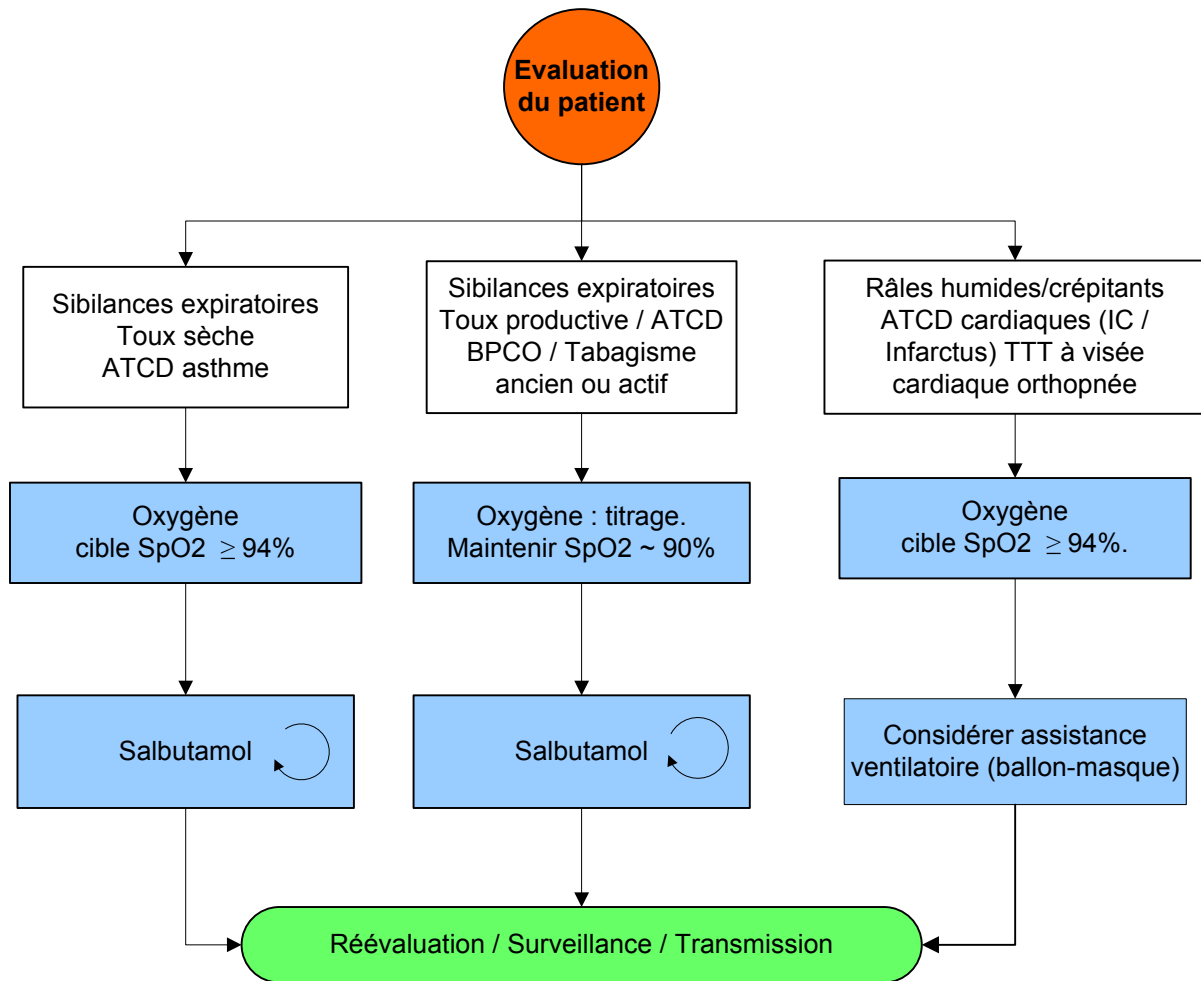 Evaluation
du patient
Sibilances expiratoires
Toux sèche
ATCD asthme
Sibilances expiratoires
Toux productive / ATCD
BPCO / Tabagisme
ancien ou actif
Râles humides/crépitants
ATCD cardiaques (IC /
Infarctus) TTT à visée
cardiaque orthopnée
Oxygène
cible SpO2 ≥ 94%
Oxygène : titrage.
Maintenir SpO2 ~ 90%
Oxygène
cible SpO2 ≥ 94%.
Salbutamol
Salbutamol
Considérer assistance
ventilatoire (ballon-masque)
Réévaluation / Surveillance / Transmission